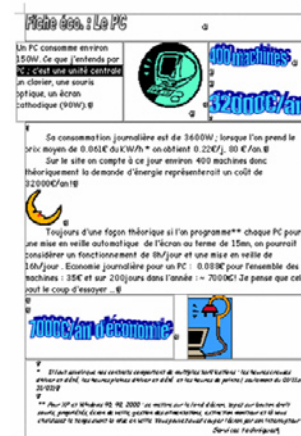 Fiche éco. : Le PC
Un PC consomme environ
150W. Ce que j'entends par
PC ; c'est une unité centrale
un clavier, une souris
optique, un écran
cathodique (90W).
400 machines
32000€/an
Sa consommation journalière est de 3600W ; lorsque l'on prend le
prix moyen de 0.061€ du KW/h * on obtient 0.22€/j, 80 €/an.
Sur le site on compte à ce jour environ 400 machines donc
théoriquement la demande d'énergie représenterait un coût de
32000€/an !
Toujours d'une façon théorique si l'on programme** chaque PC pour
une mise en veille automatique de l'écran au terme de 15mn, on pourrait
considérer un fonctionnement de 8h/jour et une mise en veille de
16h/jour . Economie journalière pour un PC : 0.088€ pour l'ensemble des
machines : 35€ et sur 200jours dans l'année : ~ 7000€! Je pense que cel
vaut le coup d'essayer ...
7000€/an d'économie
Services techniques